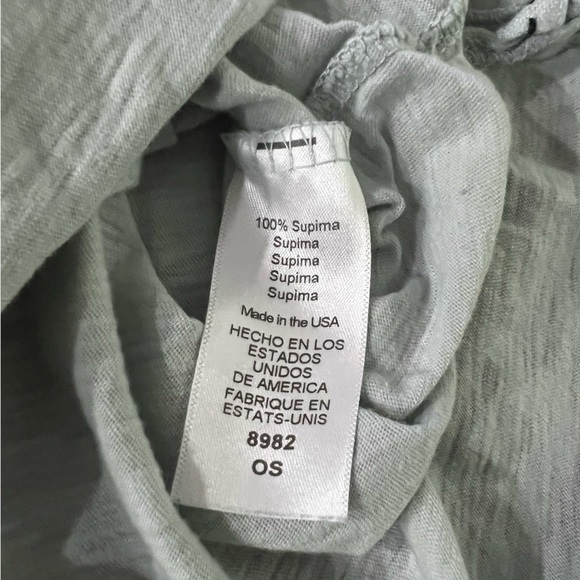 100% Supima
Supima
Supima
Supima
Supima
Made in the USA
HECHO EN LOS
ESTADOS
UNIDOS
DE AMERICA
FABRIQUE EN
ESTATS-UNIS
8982
OS